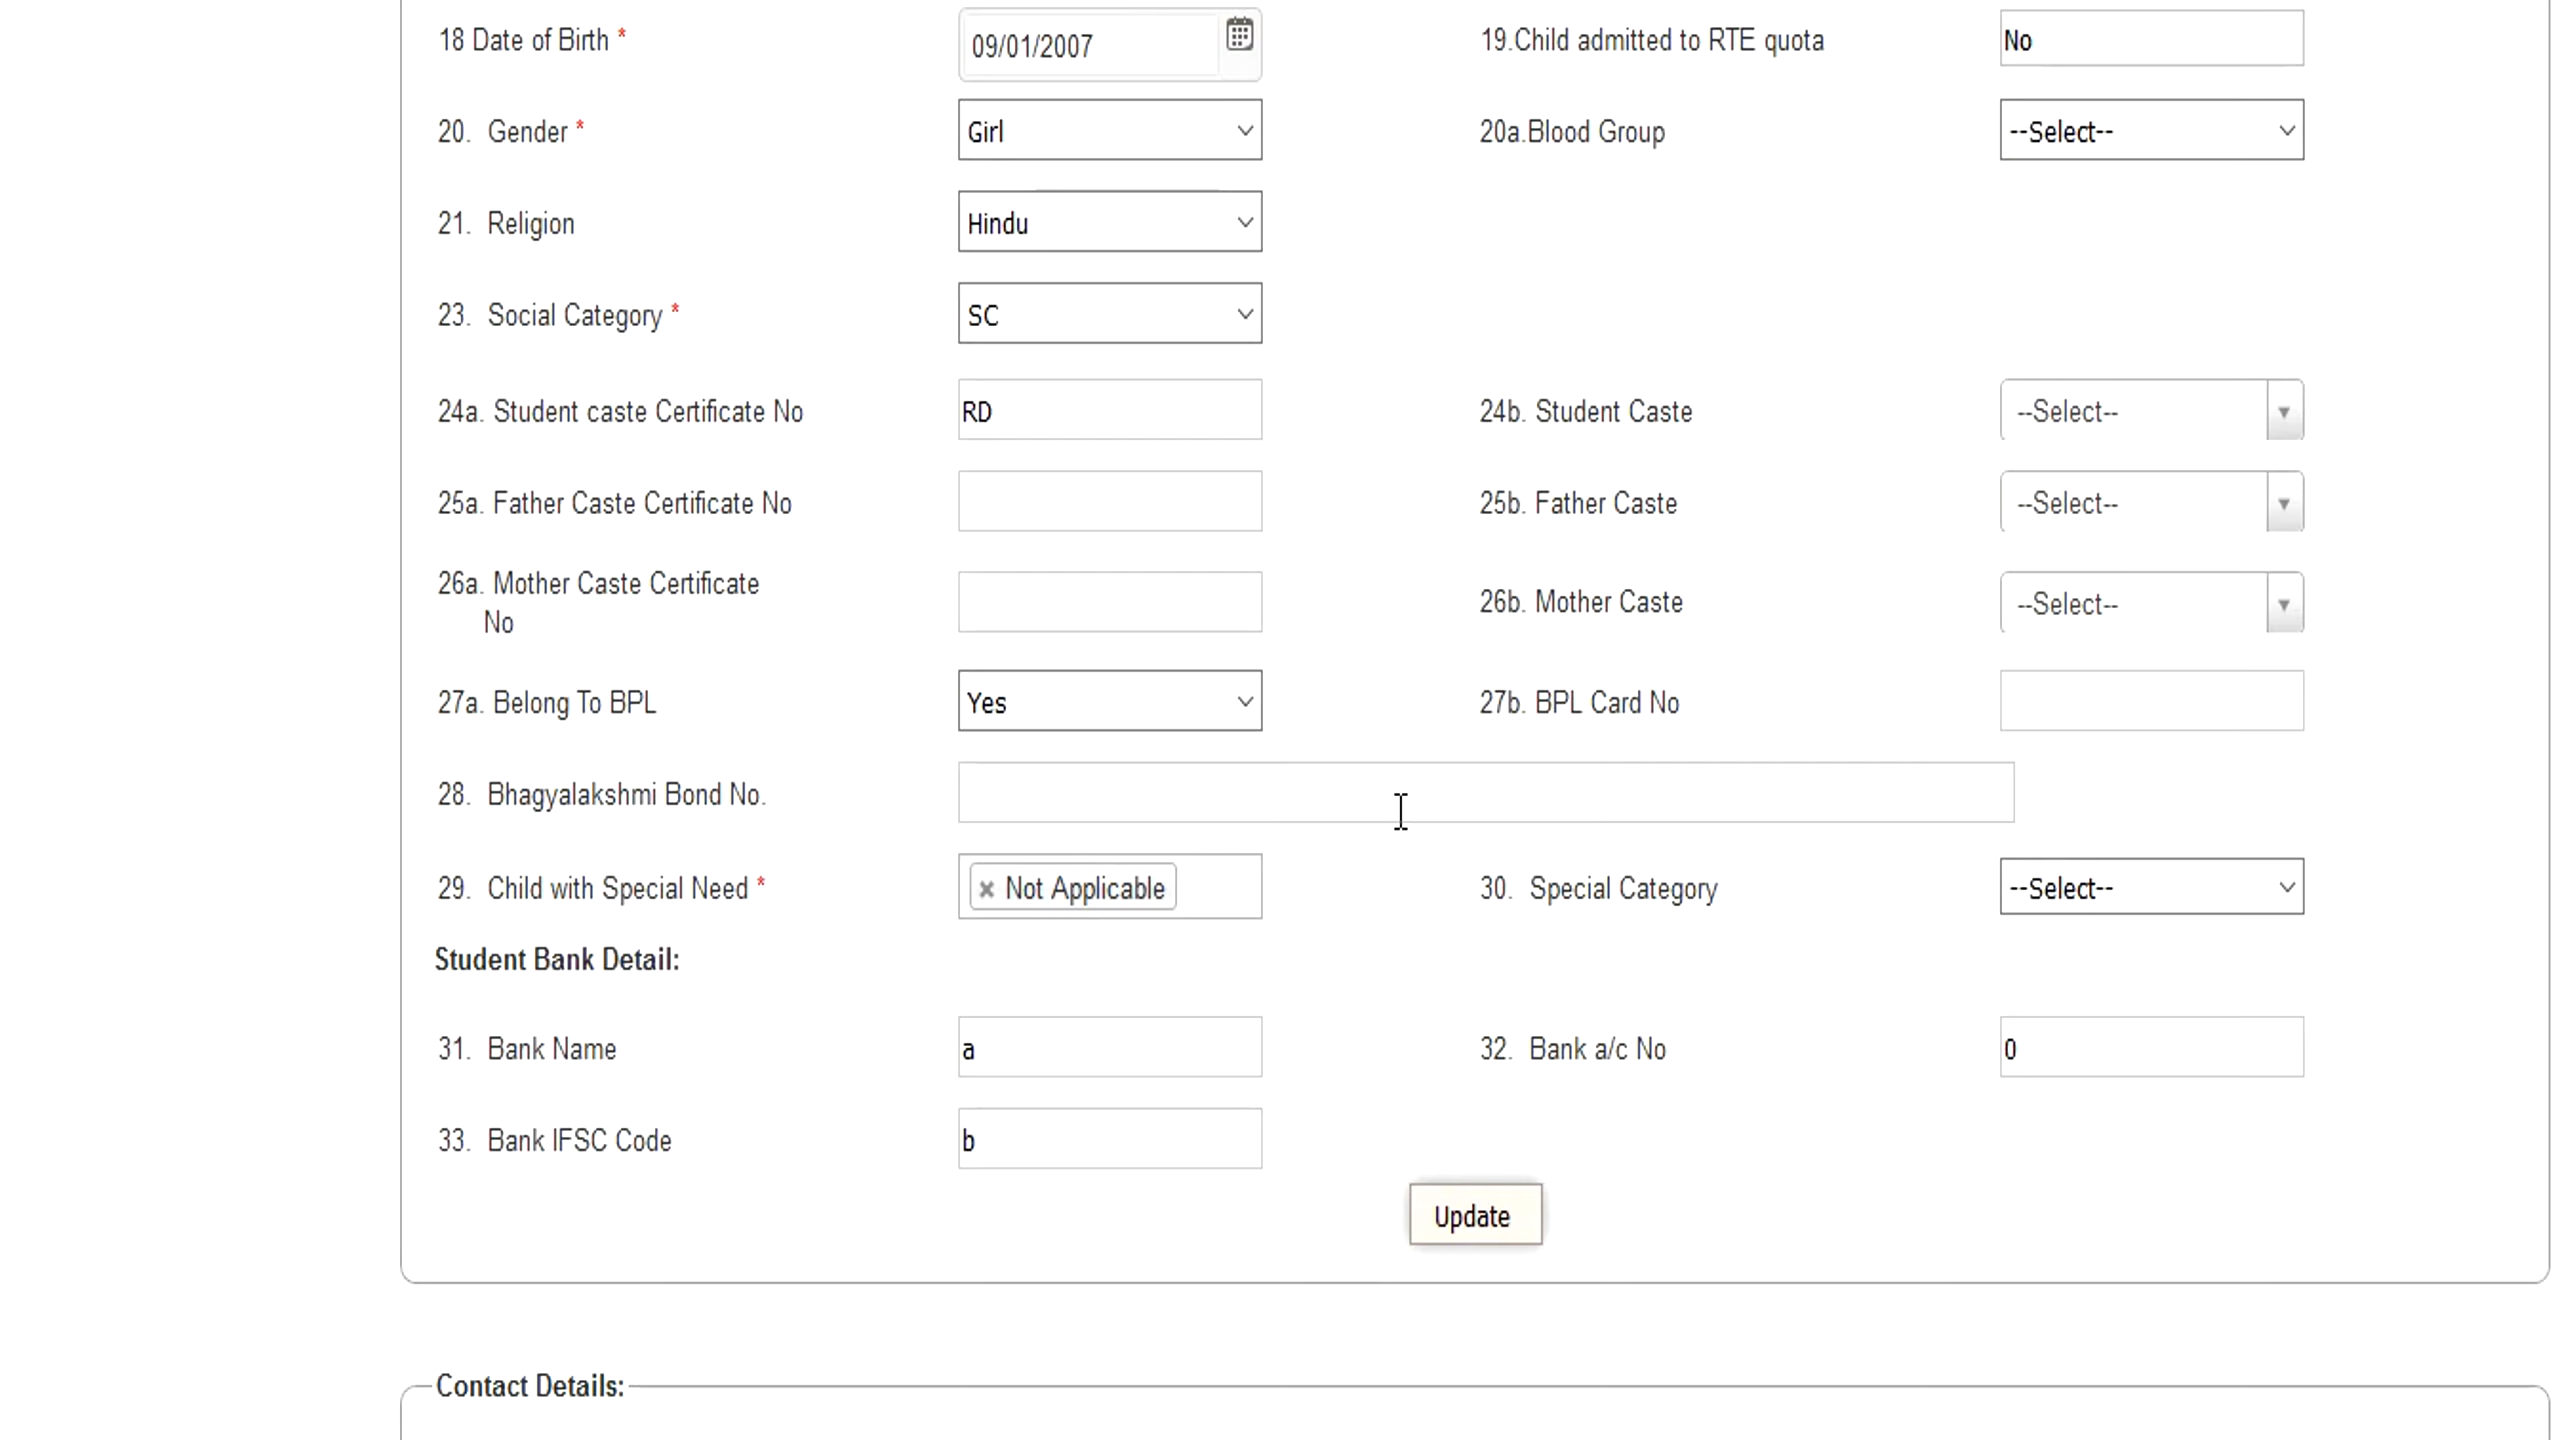 18 Date of Birth * 09/01/2007 19.Child admitted to RTE quota No
20. Gender * Girl 20a.Blood Group --Select--
21. Religion Hindu
23. Social Category * SC
24a. Student caste Certificate No RD 24b. Student Caste --Select--
25a. Father Caste Certificate No 25b. Father Caste --Select--
26a. Mother Caste Certificate
No 26b. Mother Caste --Select--
27a. Belong To BPL Yes 27b. BPL Card No
28. Bhagyalakshmi Bond No.
29. Child with Special Need * × Not Applicable 30. Special Category --Select--
Student Bank Detail:
31. Bank Name a 32. Bank a/c No 0
33. Bank IFSC Code b
Update
Contact Details: